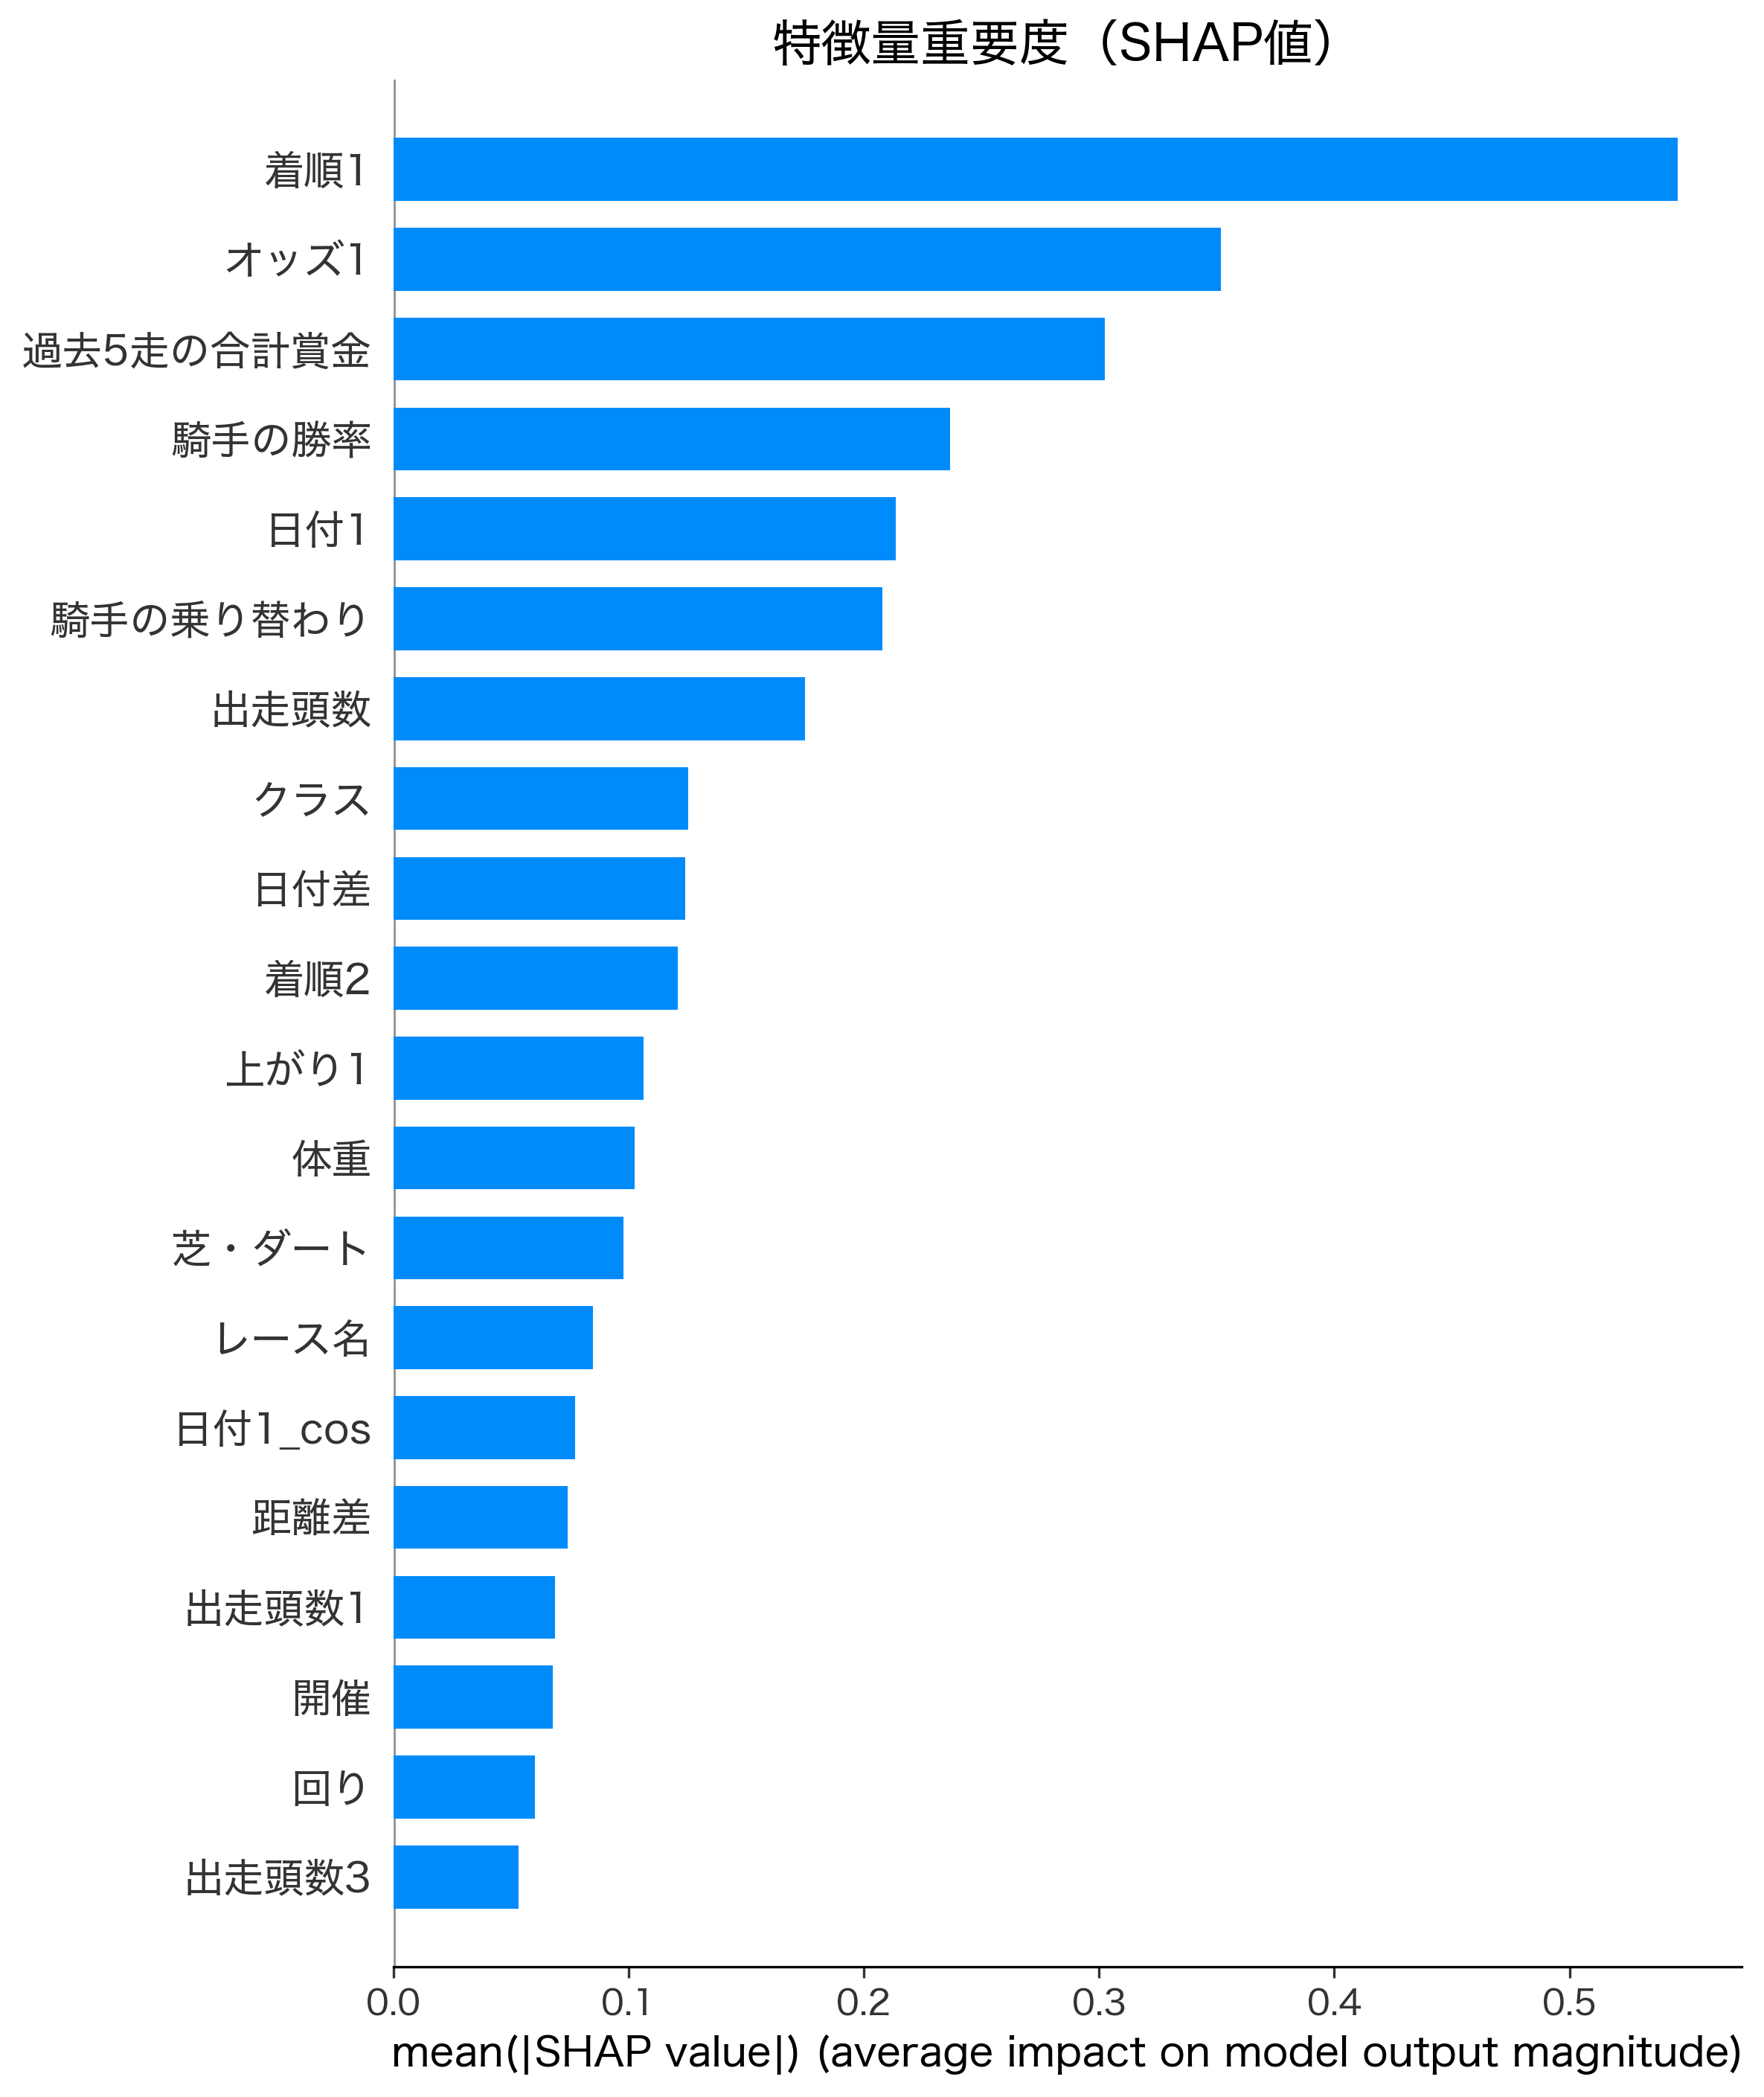 特徴量重要度（SHAP値）
着順1
オッズ1
過去5走の合計賞金
騎手の勝率
日付1
騎手の乗り替わり
出走頭数
クラス
日付差
着順2
上がり1
体重
芝・ダート
レース名
日付1_cos
距離差
出走頭数1
開催
回り
出走頭数3
0.0 0.1 0.2 0.3 0.4 0.5
mean(|SHAP value|) (average impact on model output magnitude)